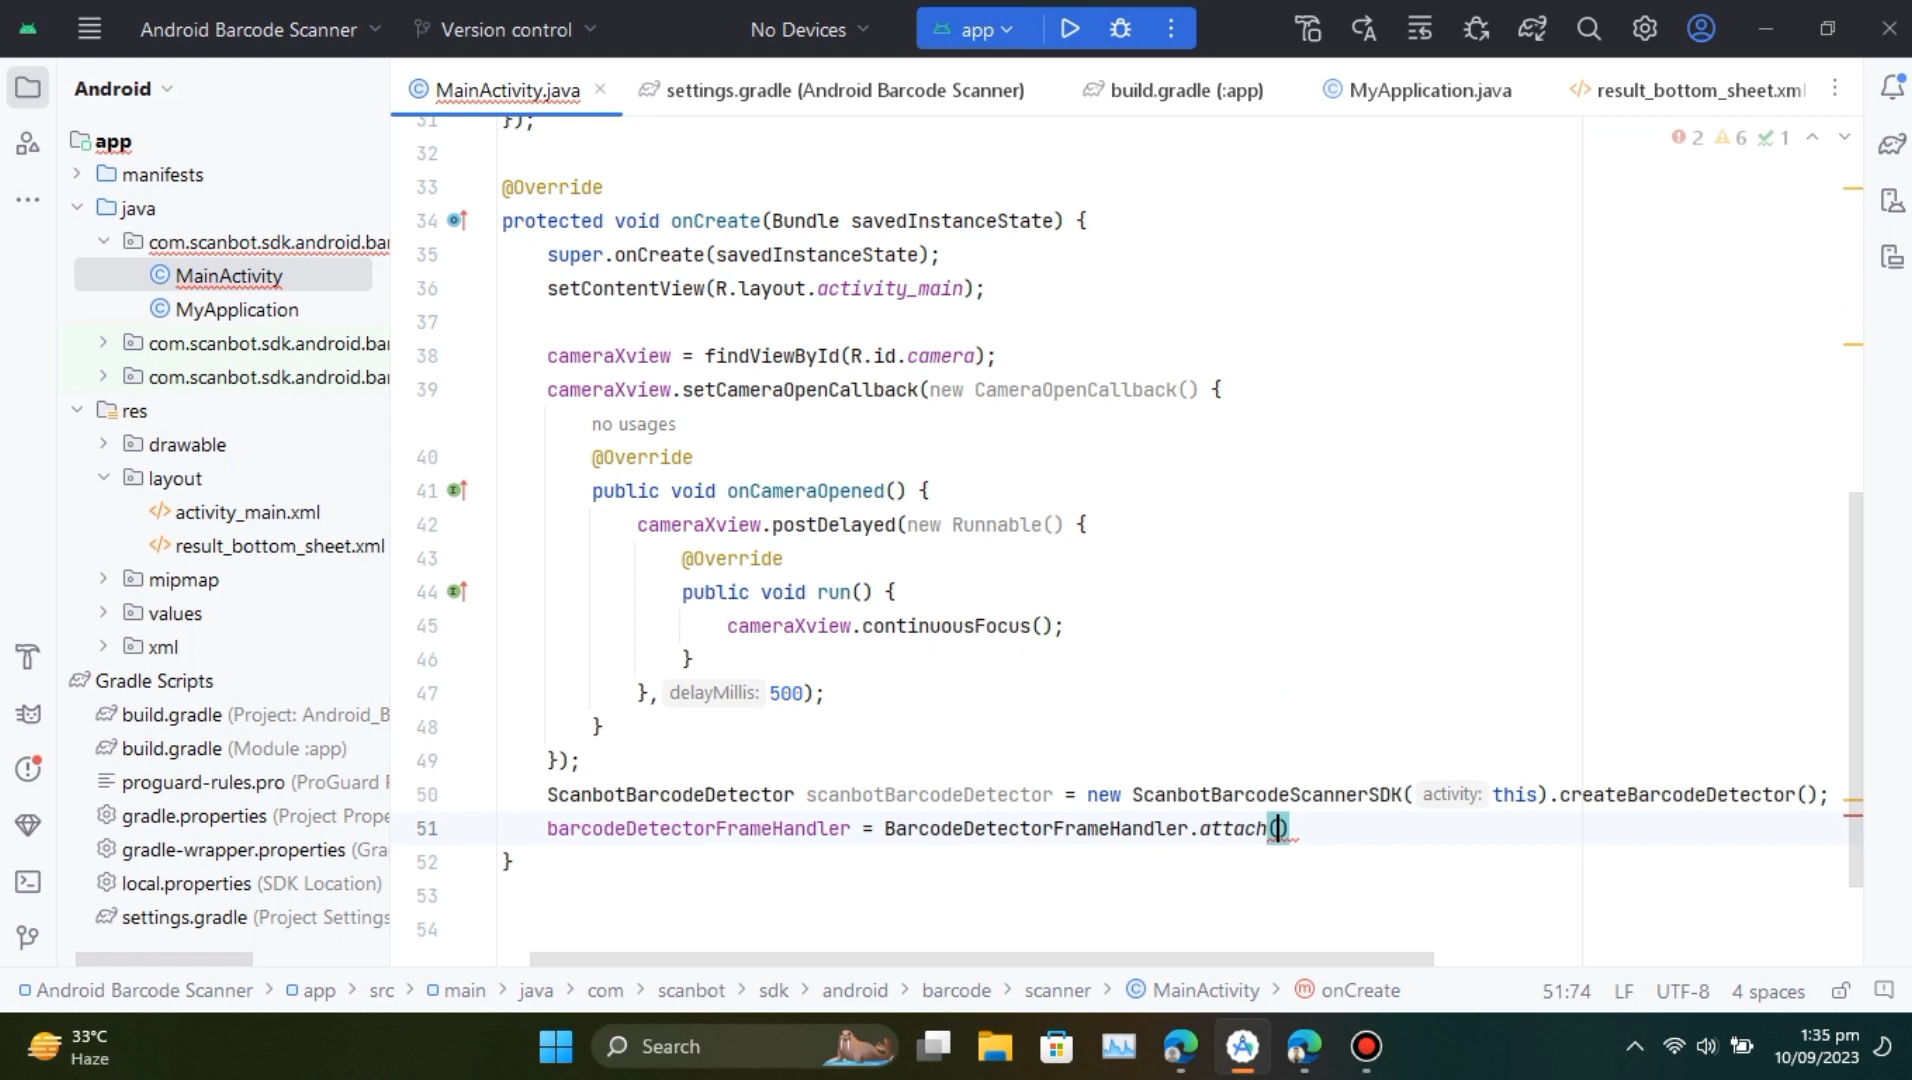 Android Barcode Scanner Version control No Devices app
Android
MainActivity.java settings.gradle (Android Barcode Scanner) build.gradle (:app) MyApplication.java result_bottom_sheet.xml
2 6 1
app
manifests
java
com.scanbot.sdk.android.bar
MainActivity
MyApplication
com.scanbot.sdk.android.bar
com.scanbot.sdk.android.bar
res
drawable
layout
activity_main.xml
result_bottom_sheet.xml
mipmap
values
xml
Gradle Scripts
build.gradle (Project: Android_B
build.gradle (Module :app)
proguard-rules.pro (ProGuard R
gradle.properties (Project Prope
gradle-wrapper.properties (Gra
local.properties (SDK Location)
settings.gradle (Project Settings
31 });
32
33 @Override
34 protected void onCreate(Bundle savedInstanceState) {
35 super.onCreate(savedInstanceState);
36 setContentView(R.layout.activity_main);
37
38 cameraXview = findViewById(R.id.camera);
39 cameraXview.setCameraOpenCallback(new CameraOpenCallback() {
no usages
40 @Override
41 public void onCameraOpened() {
42 cameraXview.postDelayed(new Runnable() {
43 @Override
44 public void run() {
45 cameraXview.continuousFocus();
46 }
47 }, delayMillis: 500);
48 }
49 });
50 ScanbotBarcodeDetector scanbotBarcodeDetector = new ScanbotBarcodeScannerSDK( activity: this).createBarcodeDetector();
51 barcodeDetectorFrameHandler = BarcodeDetectorFrameHandler.attach()
52 }
53
54
Android Barcode Scanner > app > src > main > java > com > scanbot > sdk > android > barcode > scanner > MainActivity > onCreate 51:74 LF UTF-8 4 spaces
33°C
Haze
Search
1:35 pm
10/09/2023